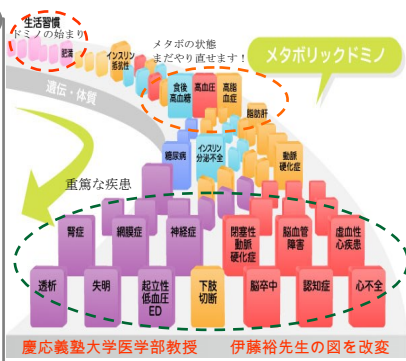 生活習慣
ドミノの始まり
肥満
インスリン
抵抗性
メタボの状態
まだやり直せます！
メタボリックドミノ
遺伝・体質
食後
高血糖
高血圧
高脂
血症
脂肪肝
糖尿病
インスリン
分泌不全
動脈
硬化症
重篤な疾患
腎症
網膜症
神経症
閉塞性
動脈
硬化症
脳血管
障害
虚血性
心疾患
透析
失明
起立性
低血圧
ED
下肢
切断
脳卒中
認知症
心不全
慶応義塾大学医学部教授　伊藤裕先生の図を改変